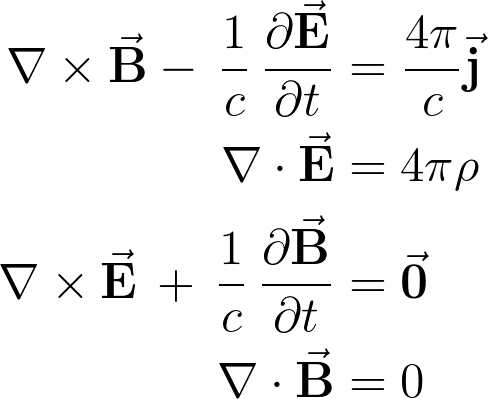 ∇ × B⃗ − 1/c ∂E⃗/∂t = 4π/c j⃗
∇ · E⃗ = 4πρ
∇ × E⃗ + 1/c ∂B⃗/∂t = 0⃗
∇ · B⃗ = 0